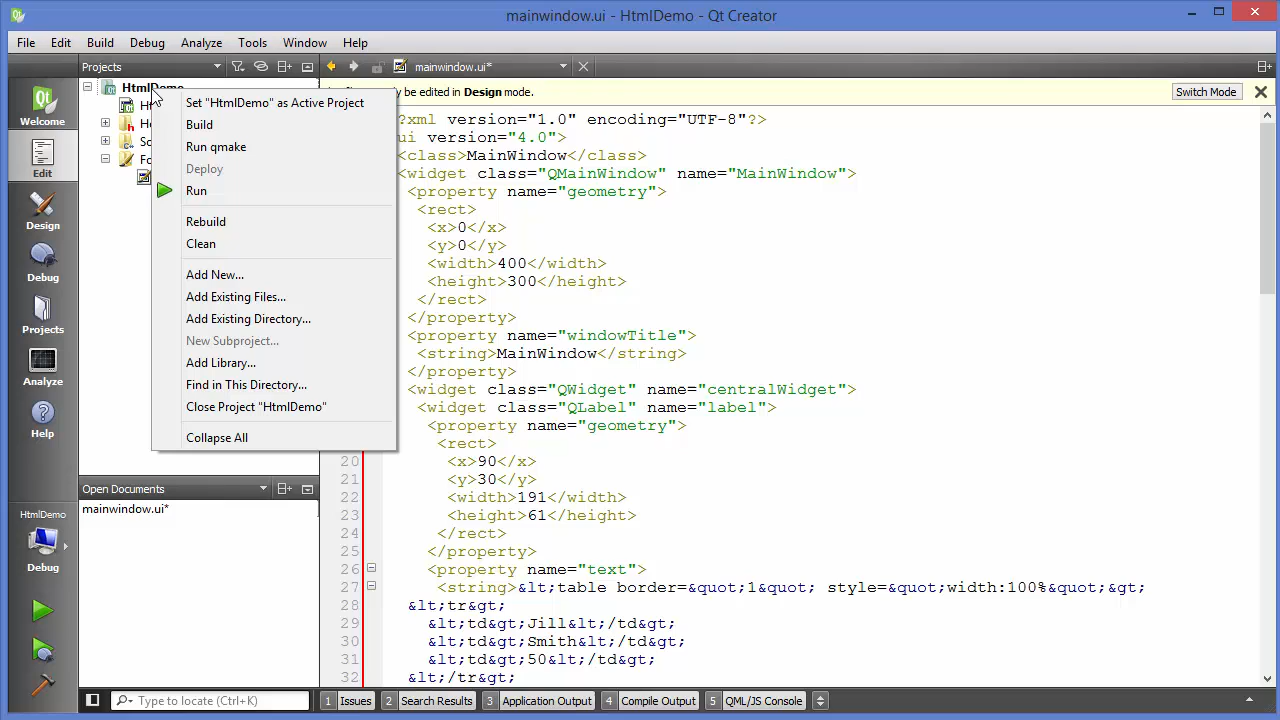 mainwindow.ui - HtmlDemo - Qt Creator
File Edit Build Debug Analyze Tools Window Help
Projects
mainwindow.ui*
be edited in Design mode.
Switch Mode
Welcome
Edit
Design
Debug
Projects
Analyze
Help
HtmlDemo
Debug
HtmlDemo
Set "HtmlDemo" as Active Project
Build
Run qmake
Deploy
Run
Rebuild
Clean
Add New...
Add Existing Files...
Add Existing Directory...
New Subproject...
Add Library...
Find in This Directory...
Close Project "HtmlDemo"
Collapse All
Open Documents
mainwindow.ui*
?xml version="1.0" encoding="UTF-8"?>
ui version="4.0">
<class>MainWindow</class>
<widget class="QMainWindow" name="MainWindow">
<property name="geometry">
<rect>
<x>0</x>
<y>0</y>
<width>400</width>
<height>300</height>
</rect>
</property>
<property name="windowTitle">
<string>MainWindow</string>
</property>
<widget class="QWidget" name="centralWidget">
<widget class="QLabel" name="label">
<property name="geometry">
<rect>
20 <x>90</x>
21 <y>30</y>
22 <width>191</width>
23 <height>61</height>
24 </rect>
25 </property>
26 <property name="text">
27 <string>&lt;table border=&quot;1&quot; style=&quot;width:100%&quot;&gt;
28 &lt;tr&gt;
29 &lt;td&gt;Jill&lt;/td&gt;
30 &lt;td&gt;Smith&lt;/td&gt;
31 &lt;td&gt;50&lt;/td&gt;
32 &lt;/tr&gt;
Type to locate (Ctrl+K)
1 Issues 2 Search Results 3 Application Output 4 Compile Output 5 QML/JS Console